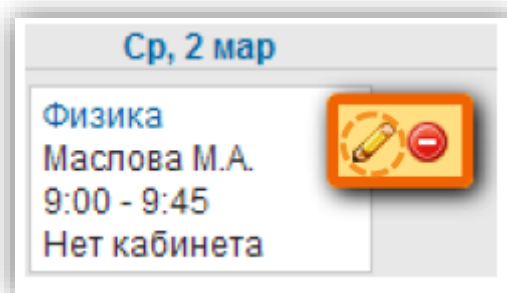 Ср, 2 мар
Физика
Маслова М.А.
9:00 - 9:45
Нет кабинета